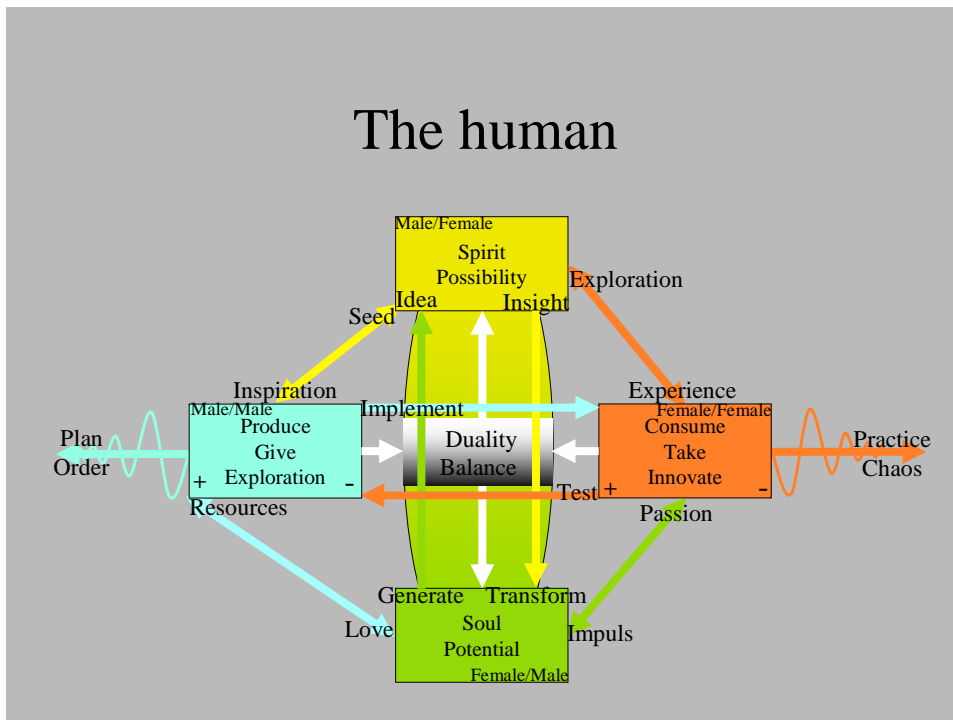 The human
Male/Female
Spirit
Possibility
Idea
Insight
Exploration
Seed
Inspiration
Experience
Male/Male
Implement
Female/Female
Produce
Give
Exploration
+
-
Duality
Balance
Consume
Take
Innovate
+
-
Plan
Order
Practice
Chaos
Test
Resources
Passion
Generate
Transform
Love
Soul
Potential
Impuls
Female/Male